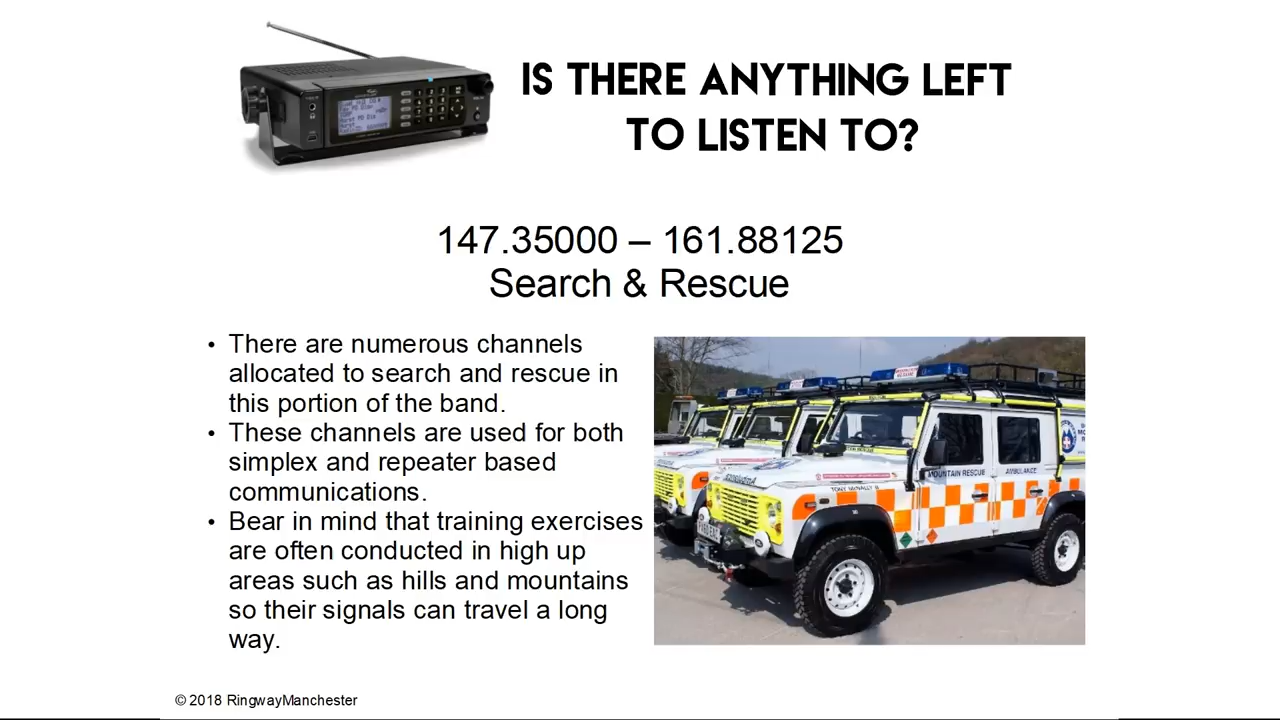 IS THERE ANYTHING LEFT
TO LISTEN TO?
147.35000 – 161.88125
Search & Rescue
• There are numerous channels
allocated to search and rescue in
this portion of the band.
• These channels are used for both
simplex and repeater based
communications.
• Bear in mind that training exercises
are often conducted in high up
areas such as hills and mountains
so their signals can travel a long
way.
MOUNTAIN RESCUE
AMBULANCE
© 2018 RingwayManchester